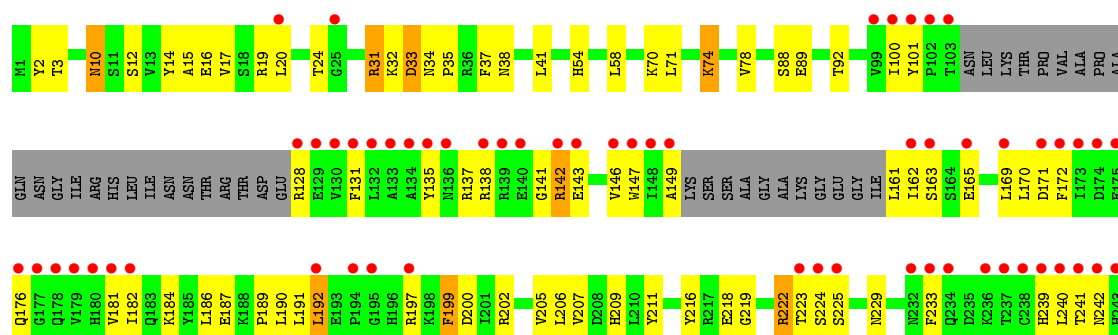 M1 Y2 T3 N10 S11 S12 V13 Y14 A15 E16 V17 S18 R19 L20 T24 G25 R31 K32 D33 N34 P35 R36 F37 N38 L41 H54 L58 K70 L71 K74 V78 S88 E89 T92 V99 I100 Y101 P102 T103 ASN LEU LYS THR PRO VAL ALA PRO ALA
GLN ASN GLY ILE ARG HIS LEU ILE ASN ASN THR ARG THR ASP GLU R128 E129 V130 F131 L132 A133 A134 Y135 N136 R137 R138 R139 E140 G141 R142 E143 V146 W147 I148 A149 LYS SER SER ALA GLY ALA LYS GLY GLU GLY ILE L161 I162 S163 S164 E165 L169 L170 D171 F172 I173 D174 E175
Q176 G177 Q178 V179 H180 V181 I182 Q183 K184 Y185 L186 E187 K188 P189 L190 L191 L192 E193 P194 G195 H196 R197 K198 F199 D200 I201 R202 V205 L206 V207 D208 H209 L210 Y211 Y216 R217 E218 G219 R222 T223 S224 S225 N229 N232 F233 Q234 D235 K236 T237 C238 H239 L240 T241 N242